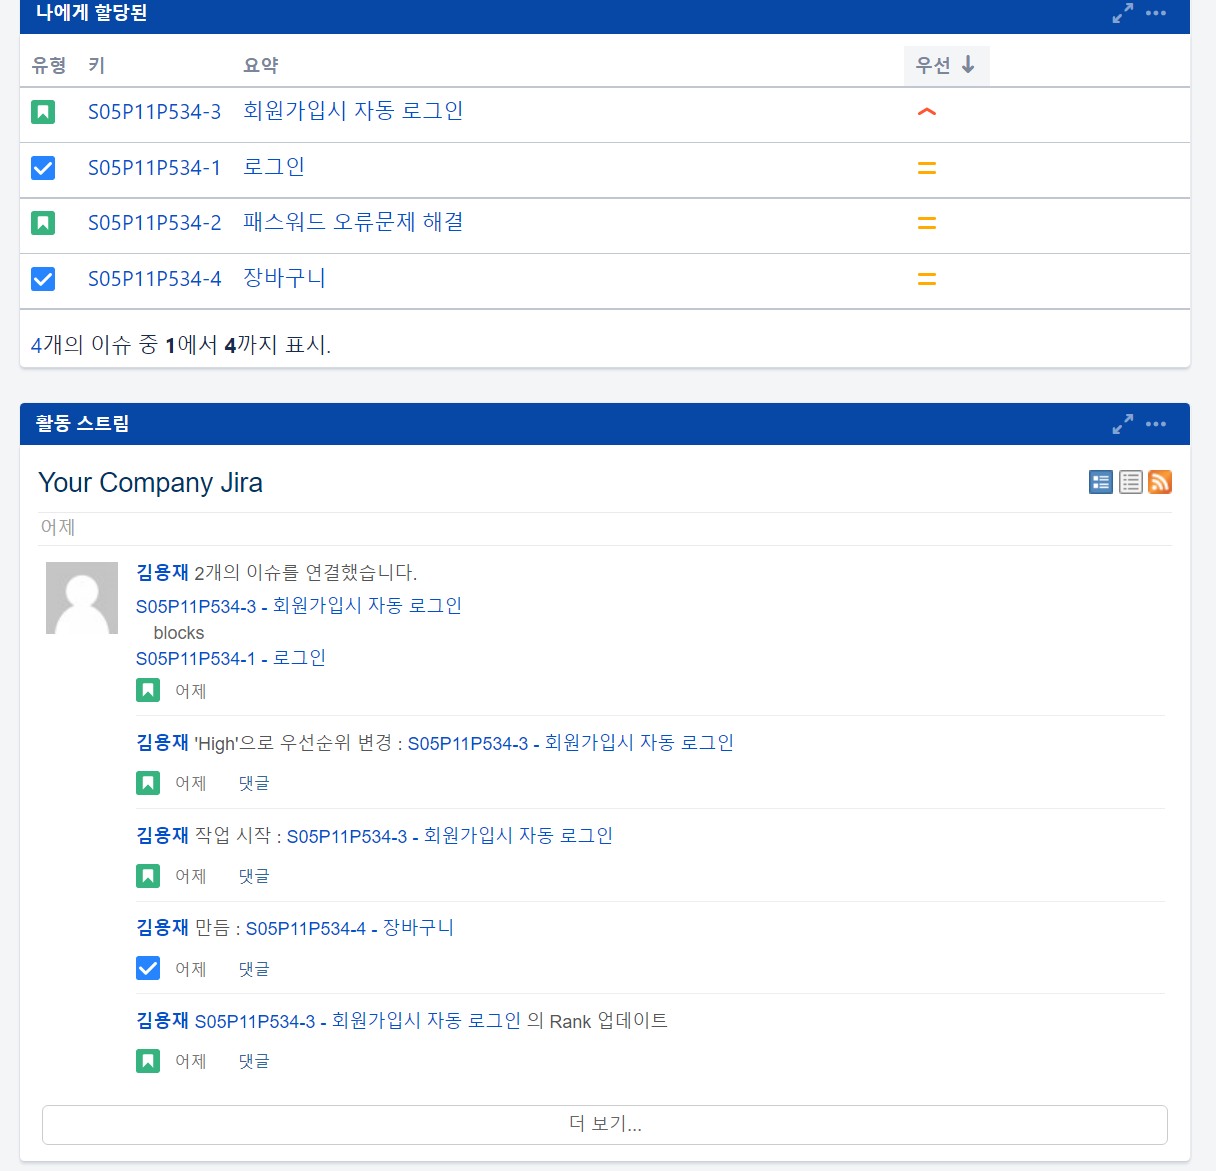 나에게 할당된
유형 키 요약 우선
S05P11P534-3 회원가입시 자동 로그인
S05P11P534-1 로그인
S05P11P534-2 패스워드 오류문제 해결
S05P11P534-4 장바구니
4개의 이슈 중 1에서 4까지 표시.
활동 스트림
Your Company Jira
어제
김용재 2개의 이슈를 연결했습니다.
S05P11P534-3 - 회원가입시 자동 로그인
blocks
S05P11P534-1 - 로그인
어제
김용재 'High'으로 우선순위 변경 : S05P11P534-3 - 회원가입시 자동 로그인
어제 댓글
김용재 작업 시작 : S05P11P534-3 - 회원가입시 자동 로그인
어제 댓글
김용재 만듬 : S05P11P534-4 - 장바구니
어제 댓글
김용재 S05P11P534-3 - 회원가입시 자동 로그인 의 Rank 업데이트
어제 댓글
더 보기...